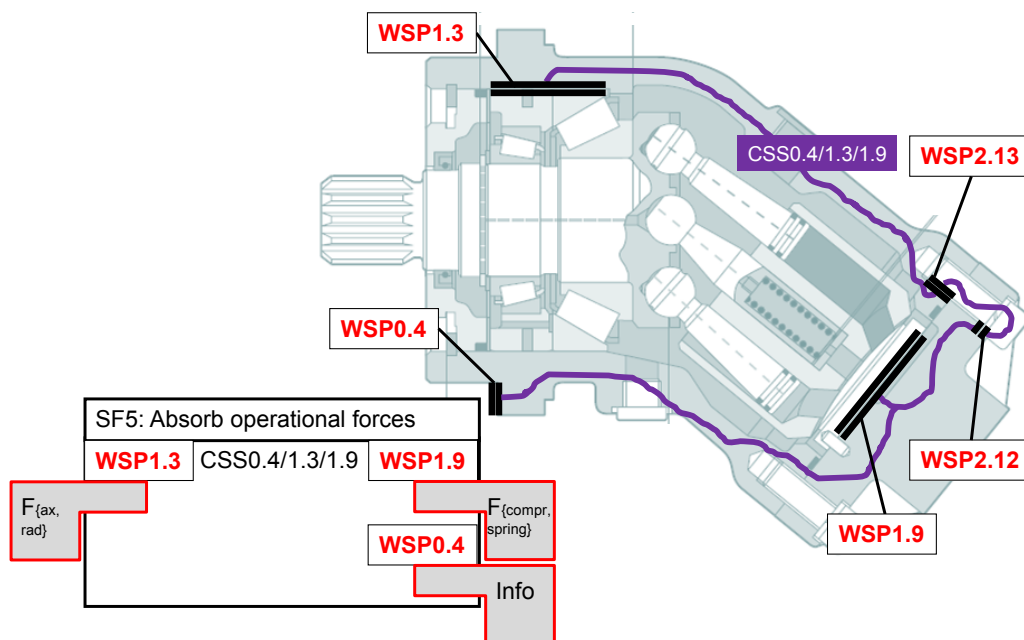 WSP1.3
CSS0.4/1.3/1.9
WSP2.13
WSP0.4
SF5: Absorb operational forces
WSP1.3 CSS0.4/1.3/1.9 WSP1.9
WSP2.12
F{ax,
rad}
F{compr,
spring}
WSP1.9
WSP0.4
Info